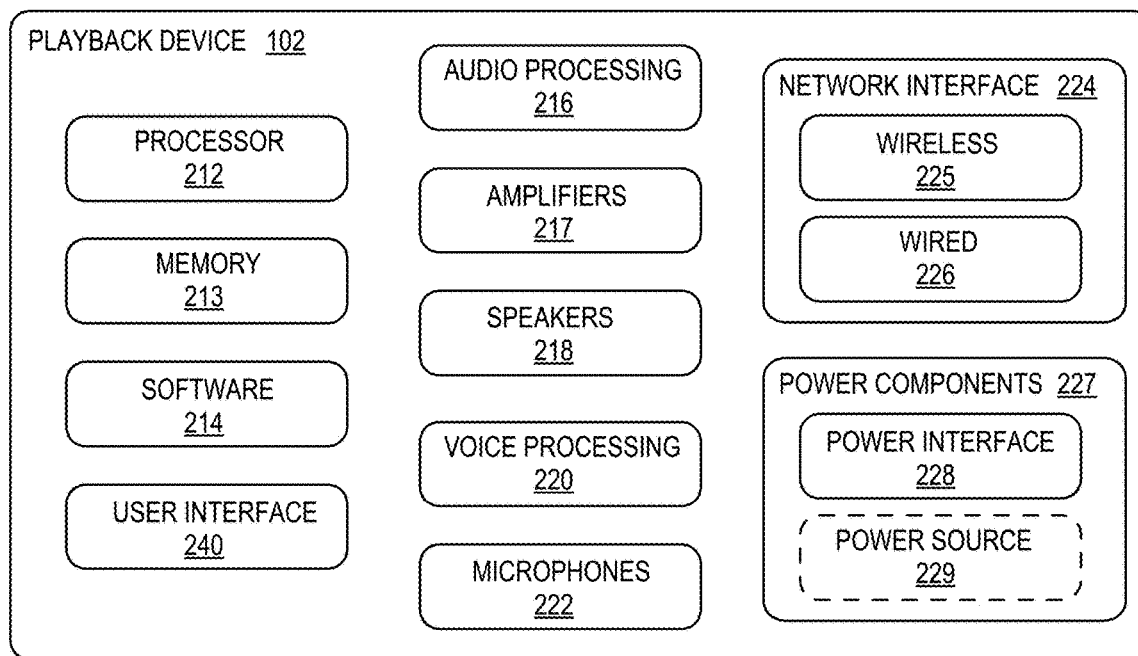 PLAYBACK DEVICE 102
PROCESSOR
212
MEMORY
213
SOFTWARE
214
USER INTERFACE
240
AUDIO PROCESSING
216
AMPLIFIERS
217
SPEAKERS
218
VOICE PROCESSING
220
MICROPHONES
222
NETWORK INTERFACE 224
WIRELESS
225
WIRED
226
POWER COMPONENTS 227
POWER INTERFACE
228
POWER SOURCE
229